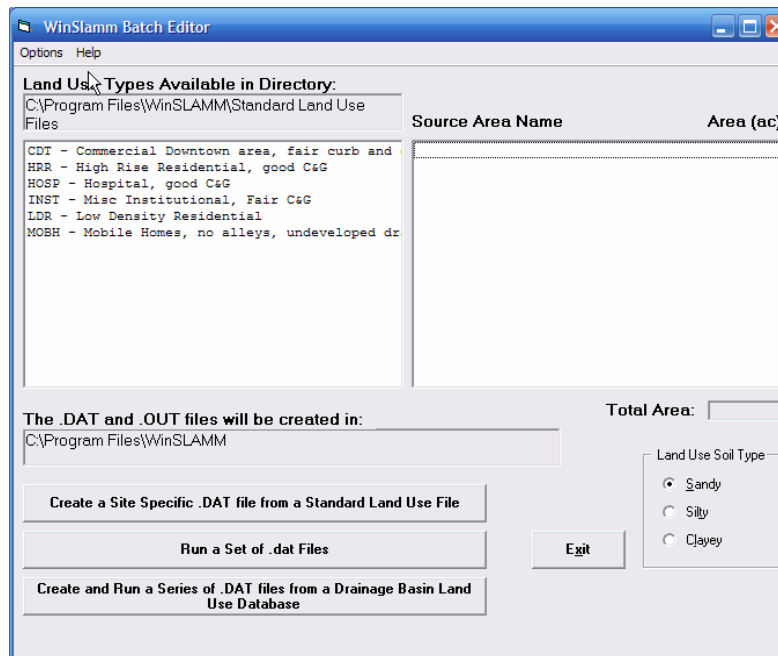 WinSlamm Batch Editor
Options Help
Land Use Types Available in Directory:
C:\Program Files\WinSLAMM\Standard Land Use
Files
Source Area Name Area (ac)
CDT - Commercial Downtown area, fair curb and
HRR - High Rise Residential, good C&G
HOSP - Hospital, good C&G
INST - Misc Institutional, Fair C&G
LDR - Low Density Residential
MOBH - Mobile Homes, no alleys, undeveloped dr
The .DAT and .OUT files will be created in:
C:\Program Files\WinSLAMM
Total Area:
Land Use Soil Type
Sandy
Silty
Clayey
Create a Site Specific .DAT file from a Standard Land Use File
Run a Set of .dat Files
Exit
Create and Run a Series of .DAT files from a Drainage Basin Land
Use Database